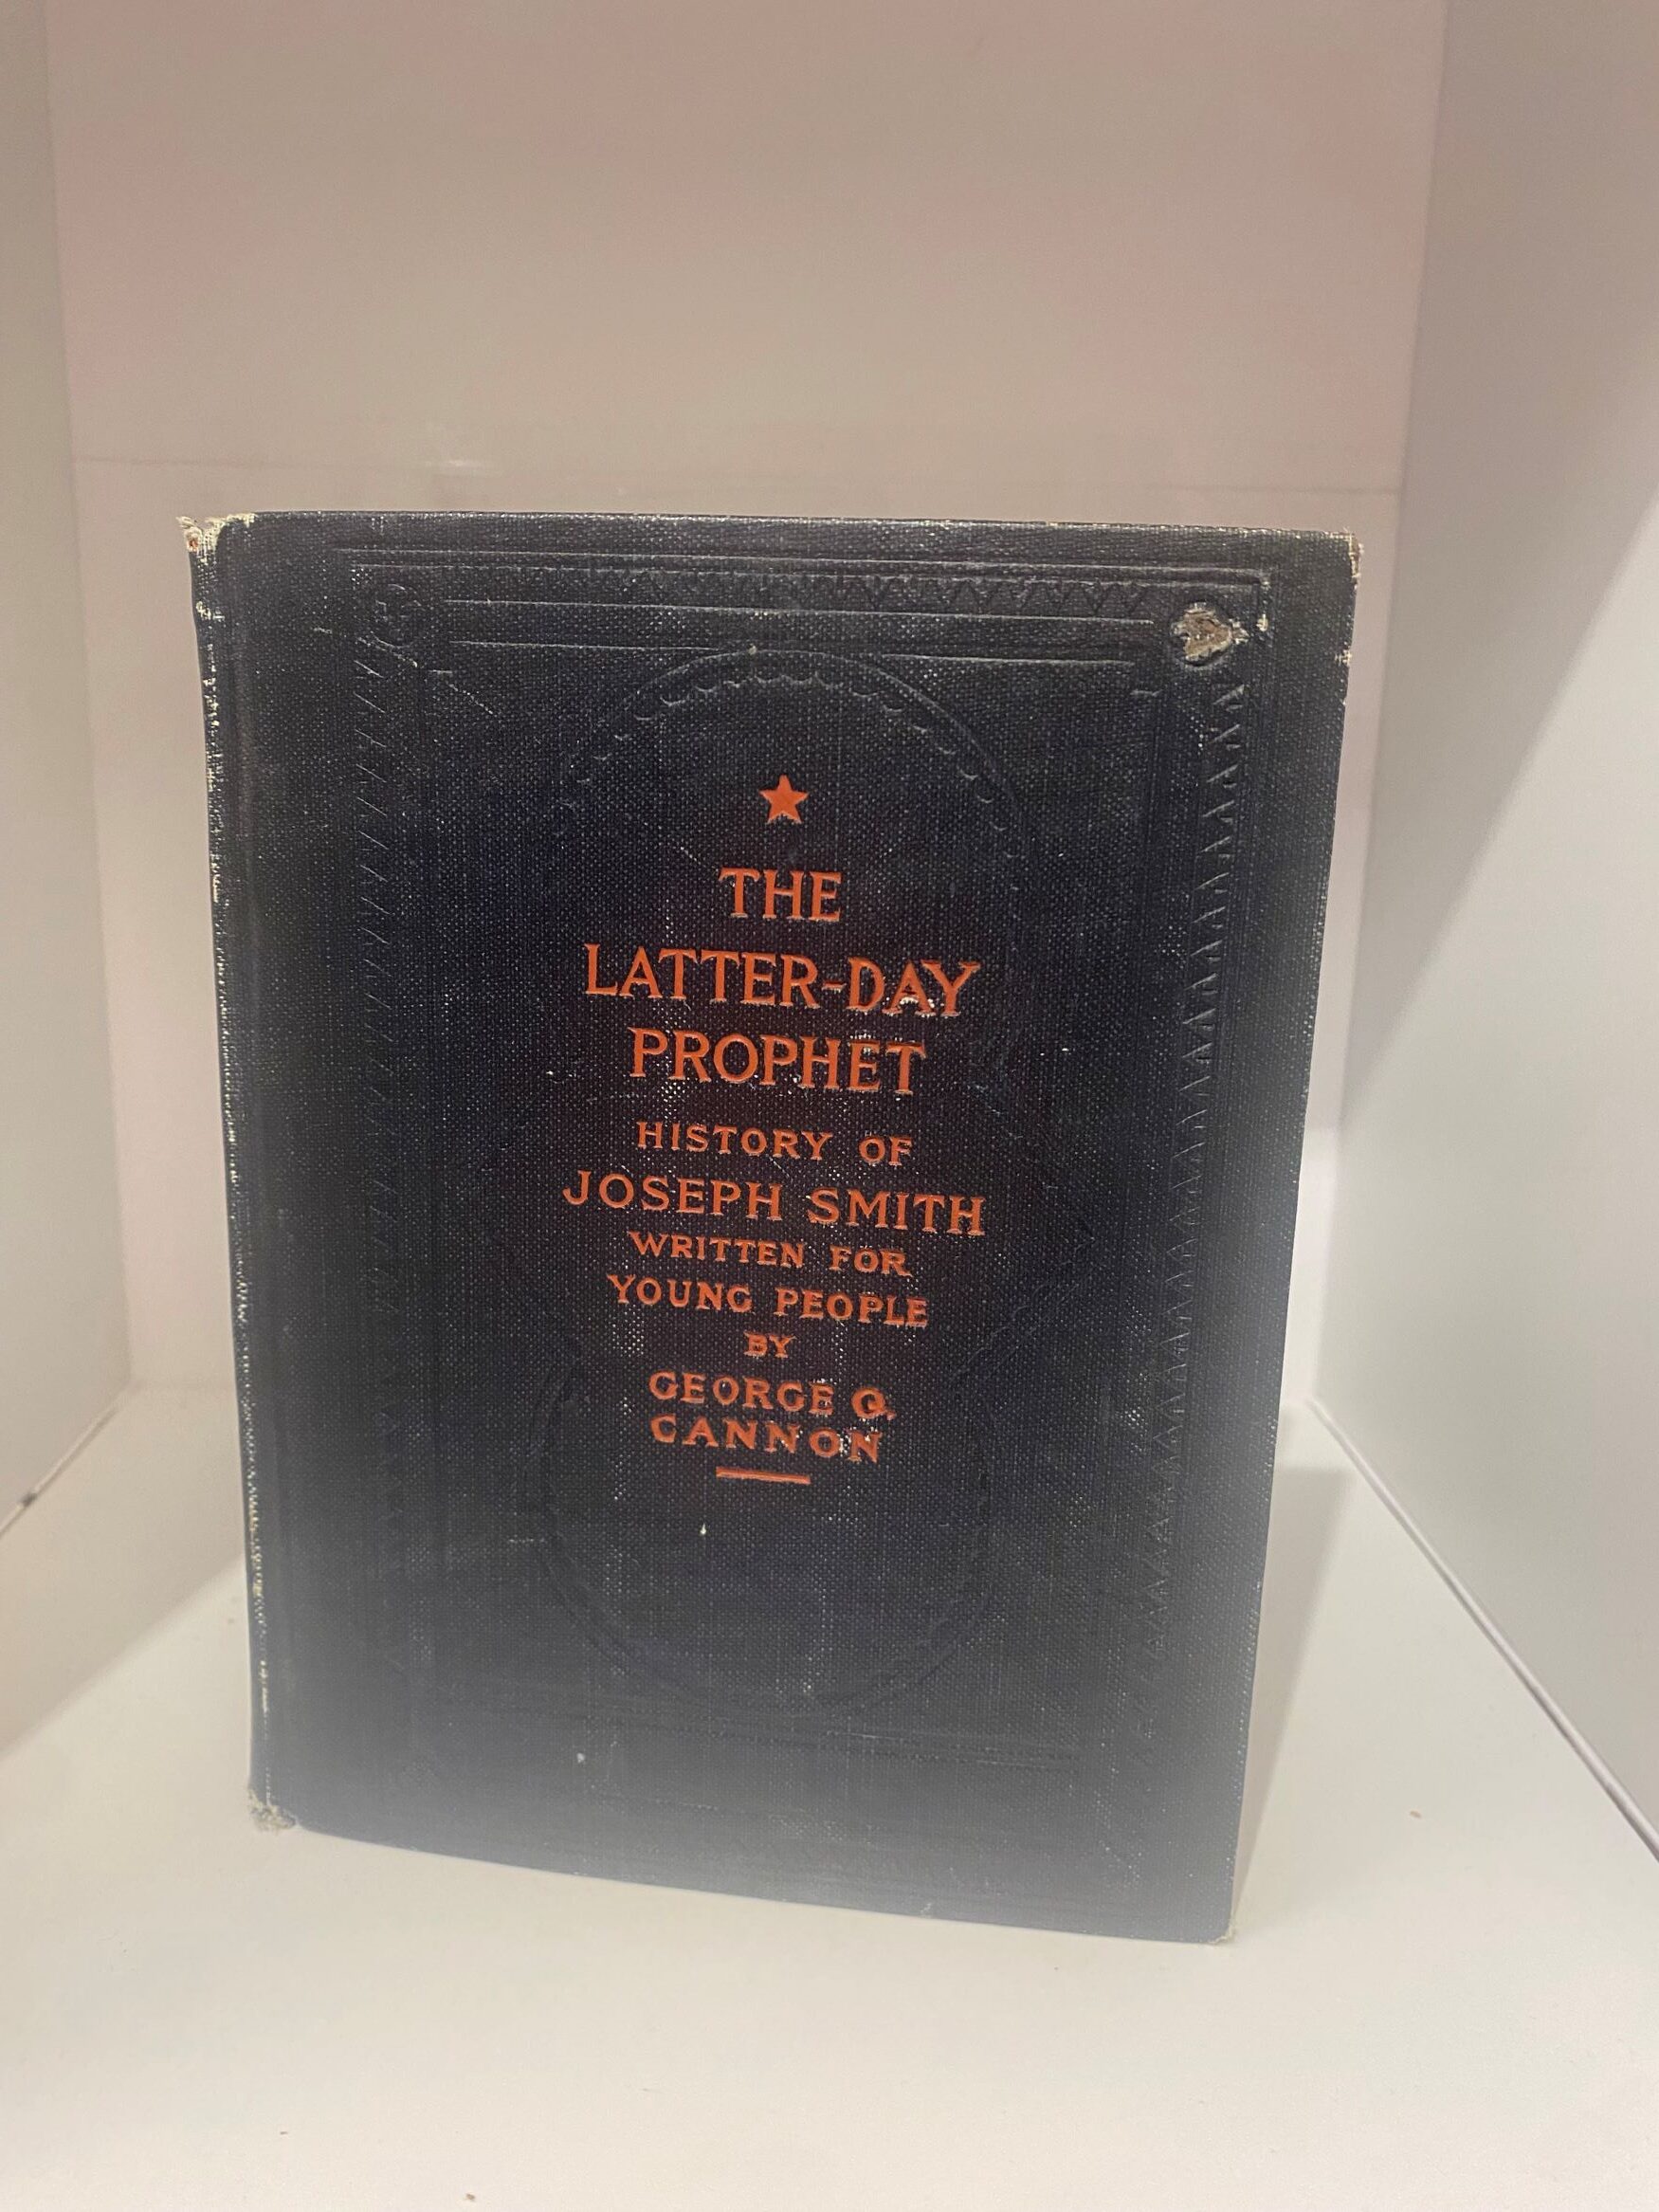 THE
LATTER-DAY
PROPHET
HISTORY OF
JOSEPH SMITH
WRITTEN FOR
YOUNG PEOPLE
BY
GEORGE Q.
CANNON